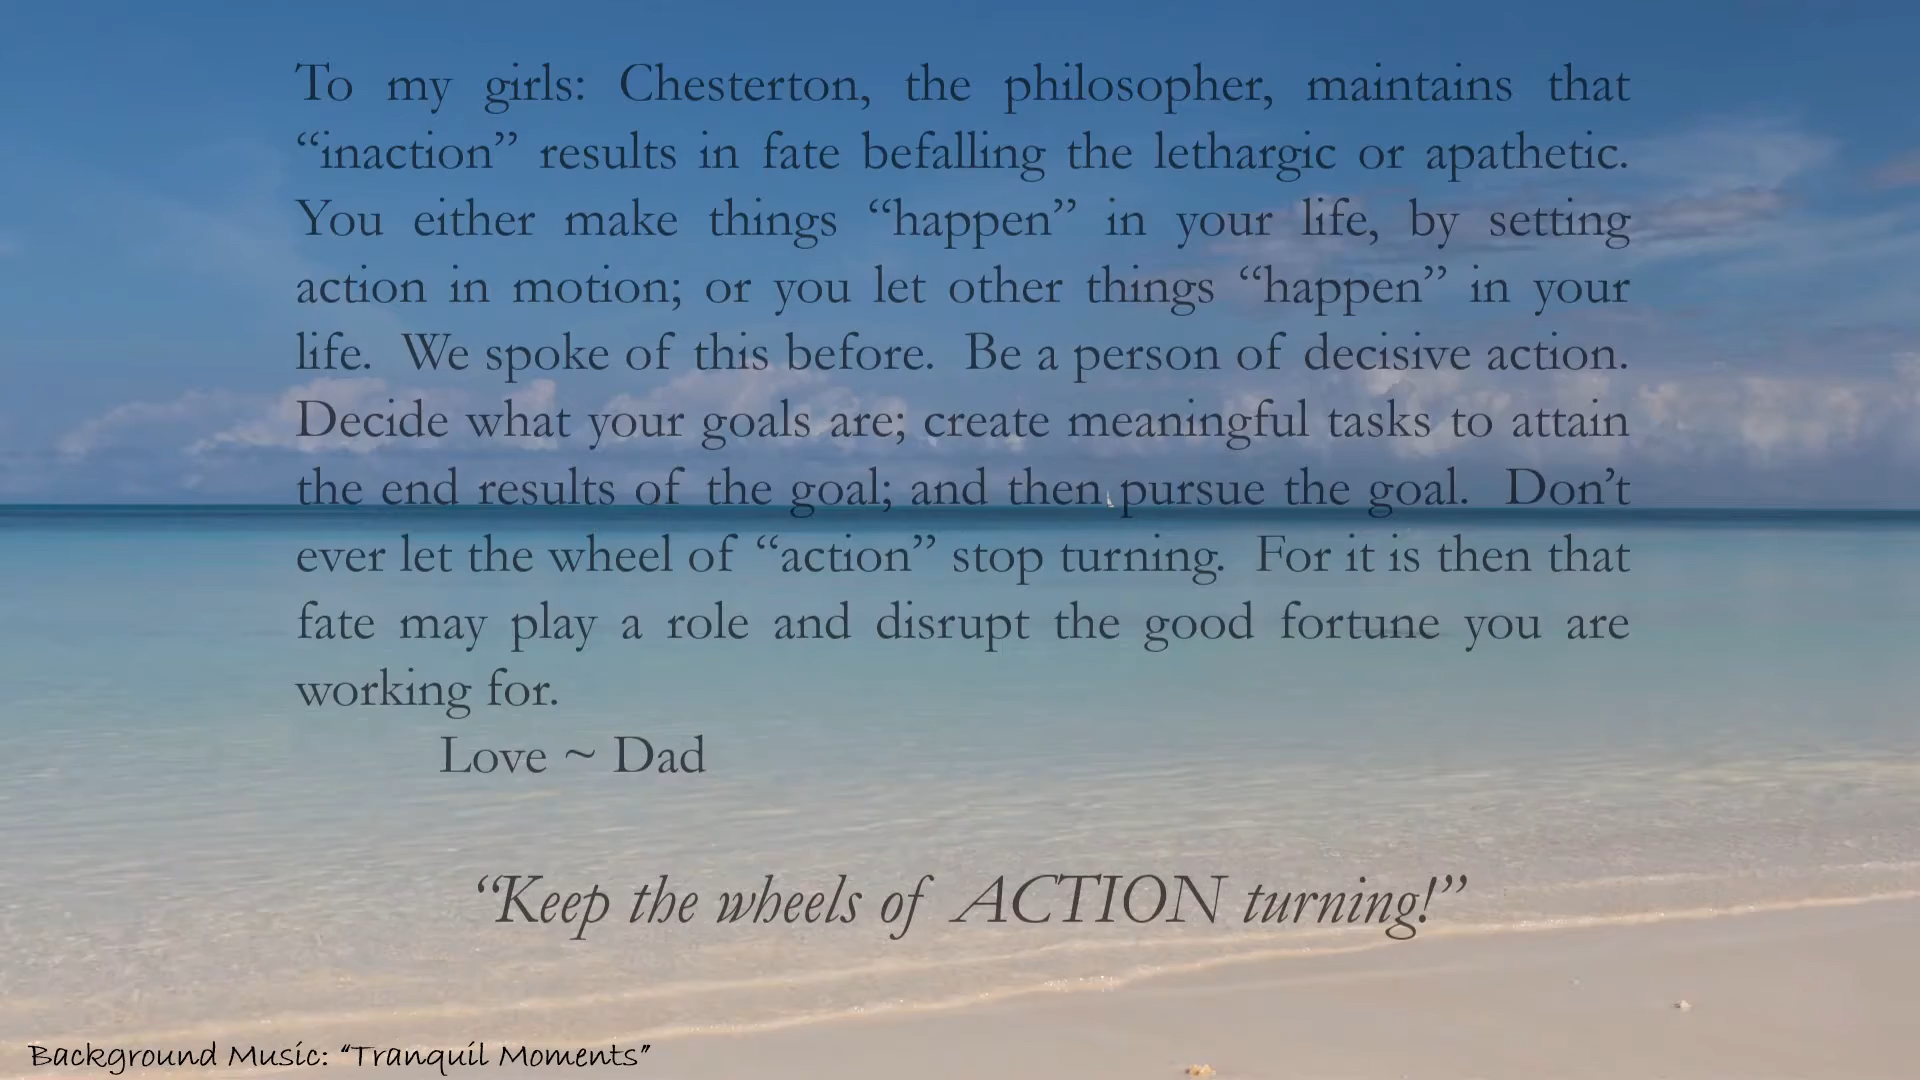 To my girls: Chesterton, the philosopher, maintains that
“inaction” results in fate befalling the lethargic or apathetic.
You either make things “happen” in your life, by setting
action in motion; or you let other things “happen” in your
life.  We spoke of this before.  Be a person of decisive action.
Decide what your goals are; create meaningful tasks to attain
the end results of the goal; and then pursue the goal.  Don’t
ever let the wheel of “action” stop turning.  For it is then that
fate may play a role and disrupt the good fortune you are
working for.
Love ~ Dad
“Keep the wheels of ACTION turning!”
Background Music: “Tranquil Moments”